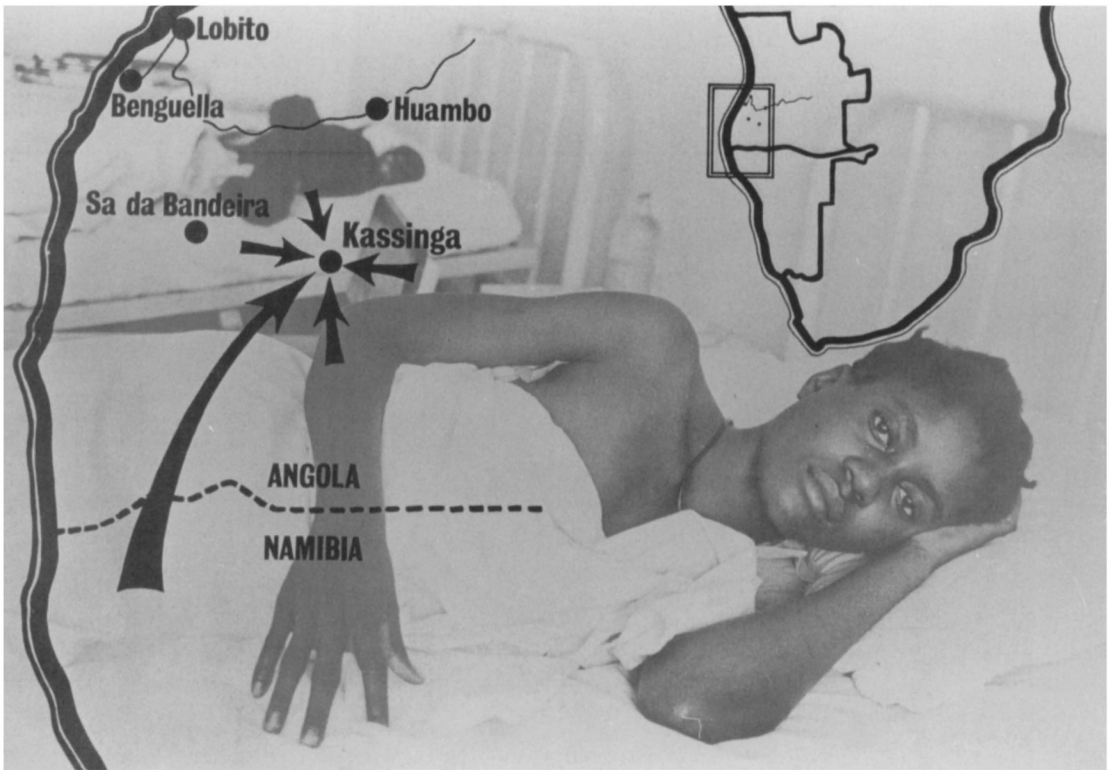 Lobito
Benguella
Huambo
Sa da Bandeira
Kassinga
ANGOLA
NAMIBIA